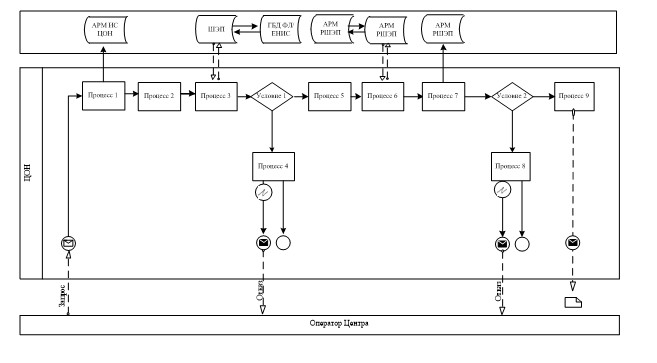 АРМ ИС
ЦОН
ШЭП
ГБД ФЛ/
ЕНИС
АРМ
РШЭП
АРМ
РШЭП
АРМ
РШЭП
ЦОН
Процесс 1
Процесс 2
Процесс 3
Условие 1
Процесс 5
Процесс 6
Процесс 7
Условие 2
Процесс 9
Процесс 4
Процесс 8
Запрос
Отказ
Отказ
Оператор Центра